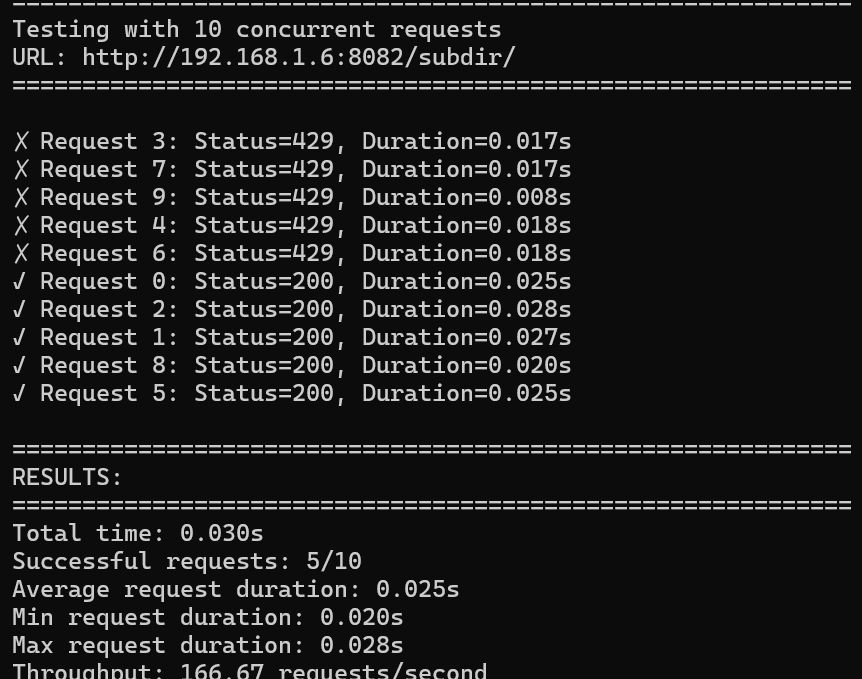 ============================================================
Testing with 10 concurrent requests
URL: http://192.168.1.6:8082/subdir/
============================================================
✗ Request 3: Status=429, Duration=0.017s
✗ Request 7: Status=429, Duration=0.017s
✗ Request 9: Status=429, Duration=0.008s
✗ Request 4: Status=429, Duration=0.018s
✗ Request 6: Status=429, Duration=0.018s
✓ Request 0: Status=200, Duration=0.025s
✓ Request 2: Status=200, Duration=0.028s
✓ Request 1: Status=200, Duration=0.027s
✓ Request 8: Status=200, Duration=0.020s
✓ Request 5: Status=200, Duration=0.025s
============================================================
RESULTS:
============================================================
Total time: 0.030s
Successful requests: 5/10
Average request duration: 0.025s
Min request duration: 0.020s
Max request duration: 0.028s
Throughput: 166.67 requests/second